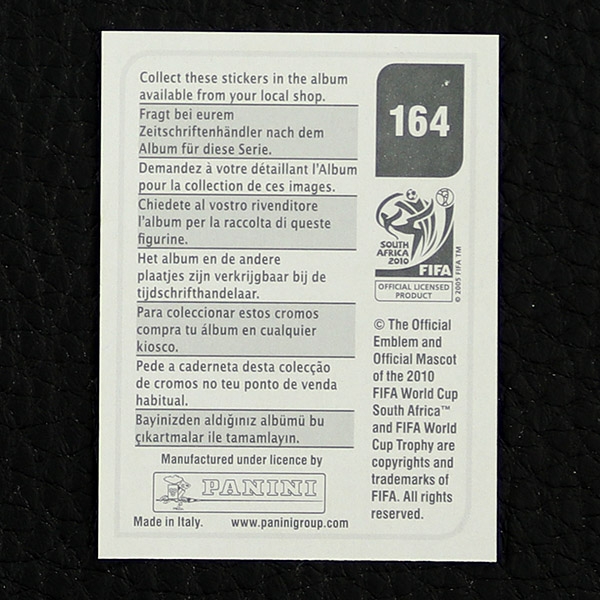 Collect these stickers in the album
available from your local shop.
Fragt bei eurem
Zeitschriftenhändler nach dem
Album für diese Serie.
Demandez à votre détaillant l'Album
pour la collection de ces images.
Chiedete al vostro rivenditore
l'album per la raccolta di queste
figurine.
Het album en de andere
plaatjes zijn verkrijgbaar bij de
tijdschrifthandelaar.
Para coleccionar estos cromos
compra tu álbum en cualquier
kiosco.
Pede a caderneta desta colecção
de cromos no teu ponto de venda
habitual.
Bayinizden aldığınız albümü bu
çıkartmalar ile tamamlayın.
Manufactured under licence by
PANINI
Made in Italy. www.paninigroup.com
164
SOUTH
AFRICA
2010
FIFA
OFFICIAL LICENSED
PRODUCT
© 2005 FIFA TM
© The Official
Emblem and
Official Mascot
of the 2010
FIFA World Cup
South Africa™
and FIFA World
Cup Trophy are
copyrights and
trademarks of
FIFA. All rights
reserved.